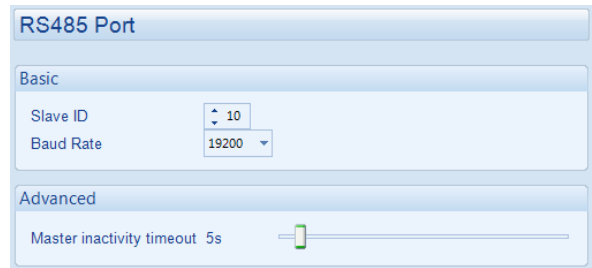 RS485 Port
Basic
Slave ID 10
Baud Rate 19200
Advanced
Master inactivity timeout 5s